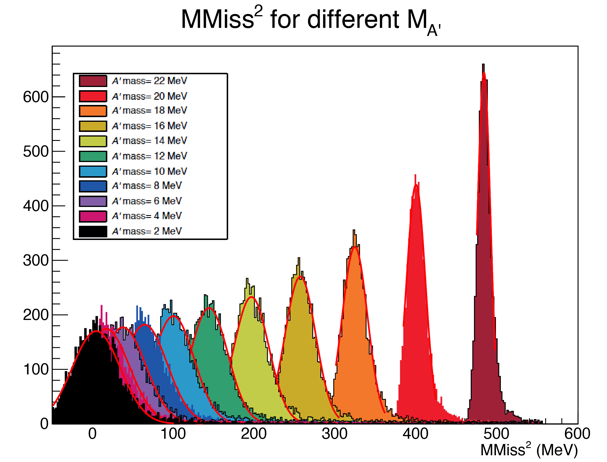 MMiss² for different M_A'
A' mass= 22 MeV
A' mass= 20 MeV
A' mass= 18 MeV
A' mass= 16 MeV
A' mass= 14 MeV
A' mass= 12 MeV
A' mass= 10 MeV
A' mass= 8 MeV
A' mass= 6 MeV
A' mass= 4 MeV
A' mass= 2 MeV
600
500
400
300
200
100
0
0 100 200 300 400 500 600
MMiss² (MeV)